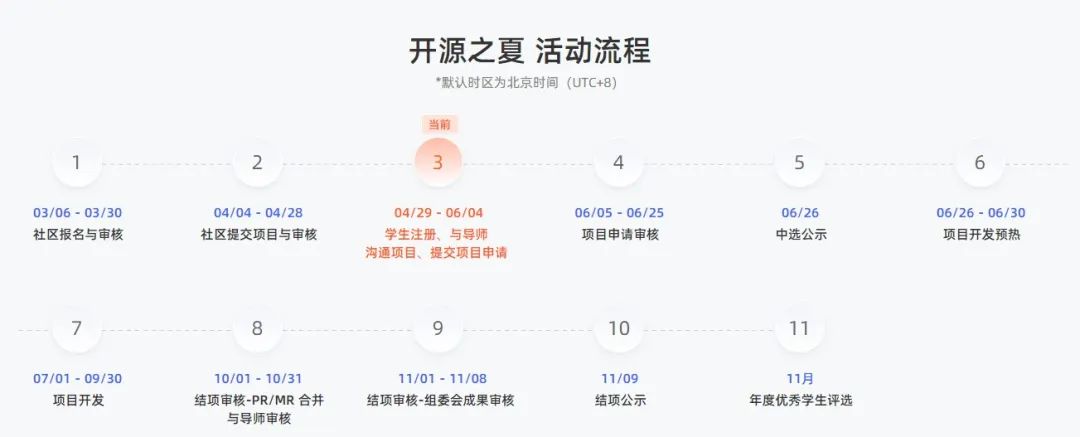 开源之夏 活动流程
*默认时区为北京时间（UTC+8）
当前
1
2
3
4
5
6
03/06 - 03/30
04/04 - 04/28
04/29 - 06/04
06/05 - 06/25
06/26
06/26 - 06/30
社区报名与审核
社区提交项目与审核
学生注册、与导师
沟通项目、提交项目申请
项目申请审核
中选公示
项目开发预热
7
8
9
10
11
07/01 - 09/30
10/01 - 10/31
11/01 - 11/08
11/09
11月
项目开发
结项审核-PR/MR 合并
与导师审核
结项审核-组委会成果审核
结项公示
年度优秀学生评选